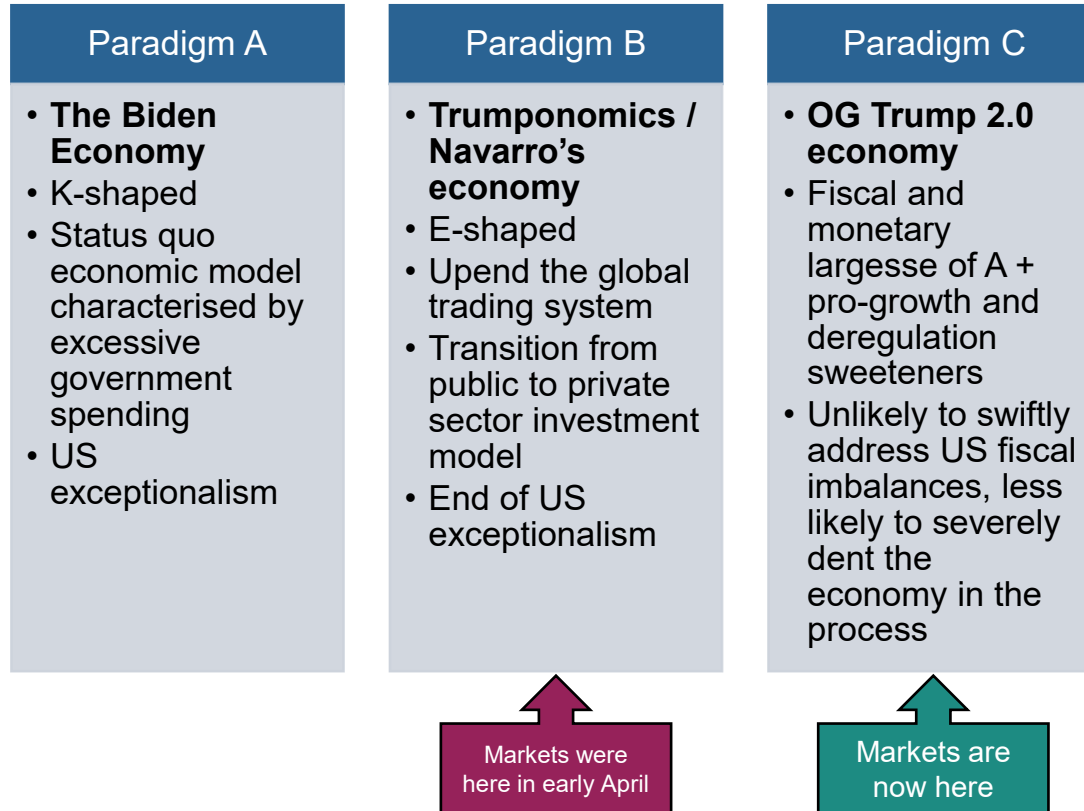 Paradigm A
• The Biden
Economy
• K-shaped
• Status quo
economic model
characterised by
excessive
government
spending
• US
exceptionalism
Paradigm B
• Trumponomics /
Navarro's
economy
• E-shaped
• Upend the global
trading system
• Transition from
public to private
sector investment
model
• End of US
exceptionalism
Markets were
here in early April
Paradigm C
• OG Trump 2.0
economy
• Fiscal and
monetary
largesse of A +
pro-growth and
deregulation
sweeteners
• Unlikely to swiftly
address US fiscal
imbalances, less
likely to severely
dent the
economy in the
process
Markets are
now here